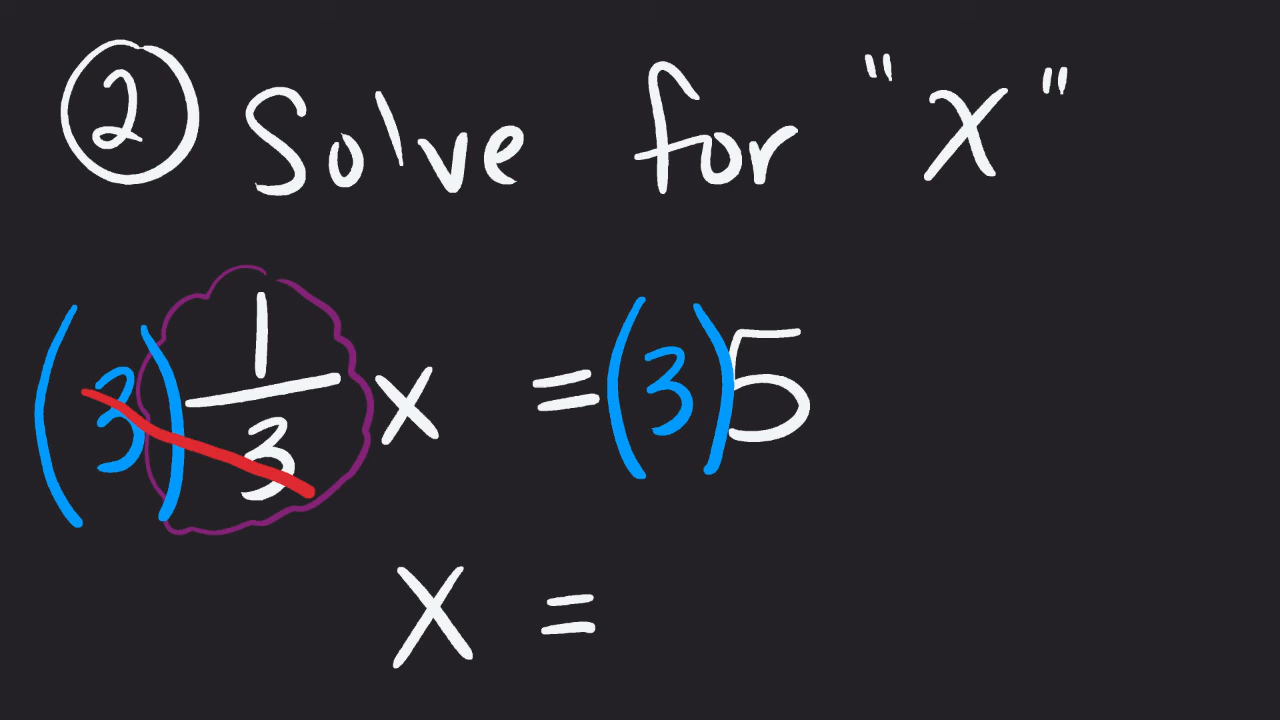 ② Solve for "x"
(3) 1/3 x = (3) 5
x =